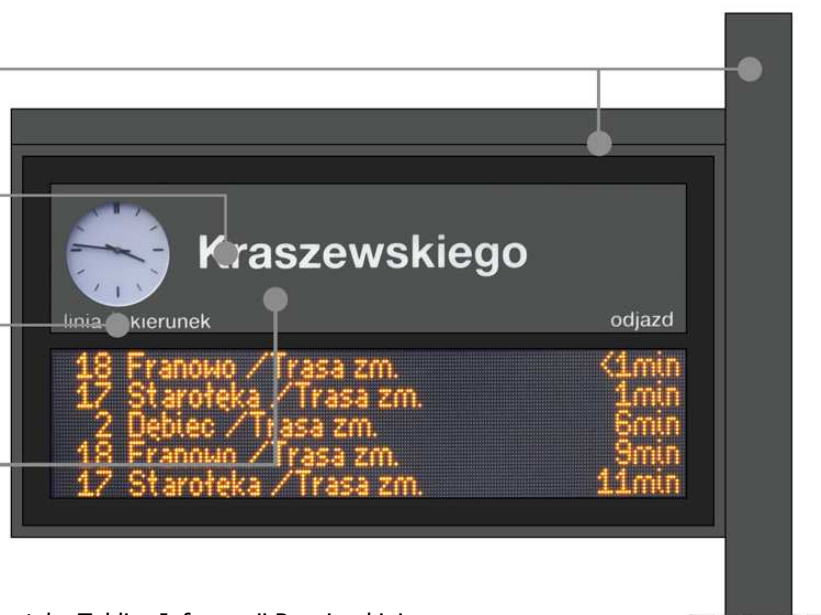 Kraszewskiego
linia kierunek odjazd
18 Franowo /Trasa zm. <1min
17 Starołęka /Trasa zm. 1min
2 Dębiec /Trasa zm. 6min
18 Franowo /Trasa zm. 9min
17 Starołęka /Trasa zm. 11min